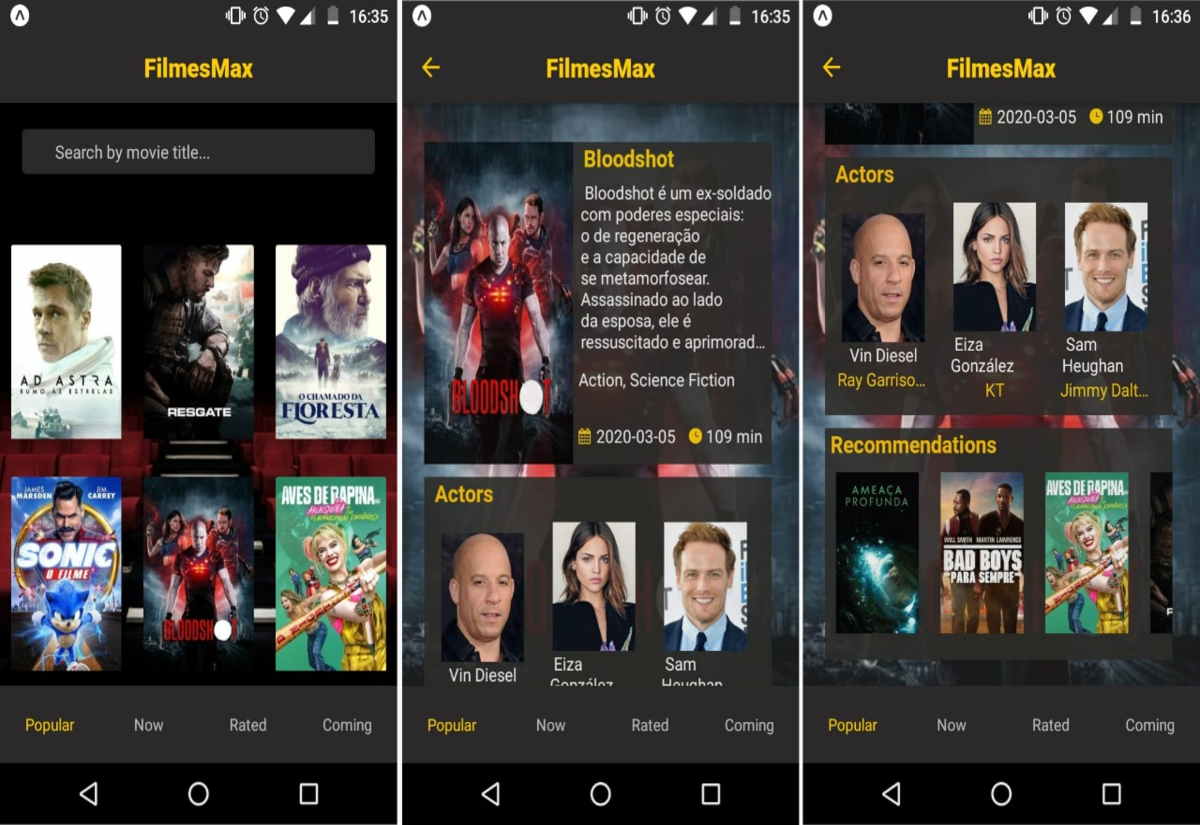 16:35
FilmesMax
Search by movie title...
AD ASTRA
RUMO ÀS ESTRELAS
RESGATE
O CHAMADO DA
FLORESTA
JAMES
MARSDEN
JIM
CARREY
SONIC
O FILME
BLOODSHOT
AVES DE RAPINA
ARLEQUINA
Popular
Now
Rated
Coming
16:35
FilmesMax
BLOODSHOT
Bloodshot
Bloodshot é um ex-soldado
com poderes especiais:
o de regeneração
e a capacidade de
se metamorfosear.
Assassinado ao lado
da esposa, ele é
ressuscitado e aprimorad...
Action, Science Fiction
2020-03-05 109 min
Actors
Vin Diesel
Eiza
González
Sam
Heughan
Popular
Now
Rated
Coming
16:36
FilmesMax
2020-03-05 109 min
Actors
Vin Diesel
Ray Garriso...
Eiza
González
KT
Sam
Heughan
Jimmy Dalt...
Recommendations
AMEAÇA
PROFUNDA
WILL SMITH MARTIN LAWRENCE
BAD BOYS
PARA SEMPRE
AVES DE RAPINA
ARLEQUINA
Popular
Now
Rated
Coming